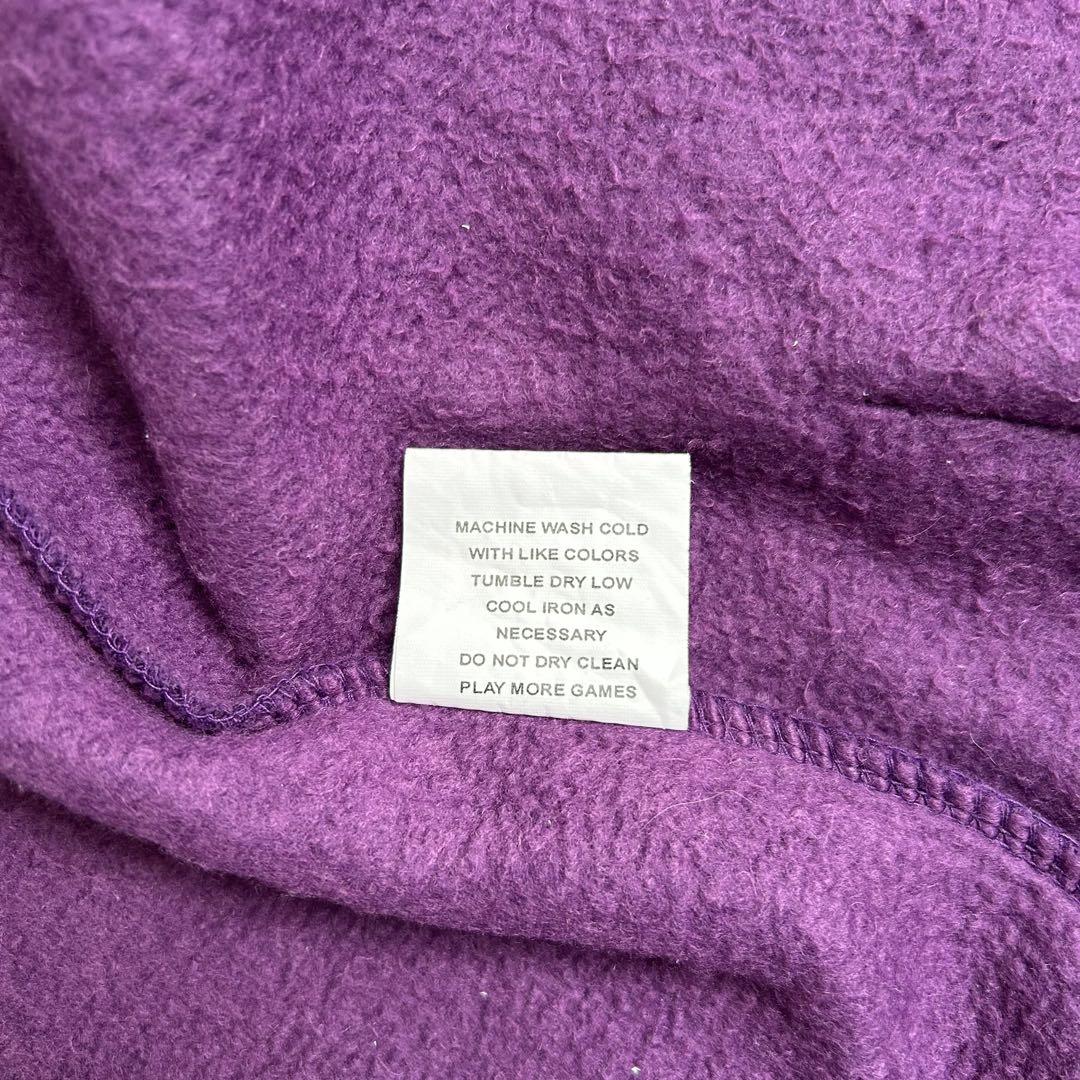 MACHINE WASH COLD
WITH LIKE COLORS
TUMBLE DRY LOW
COOL IRON AS
NECESSARY
DO NOT DRY CLEAN
PLAY MORE GAMES